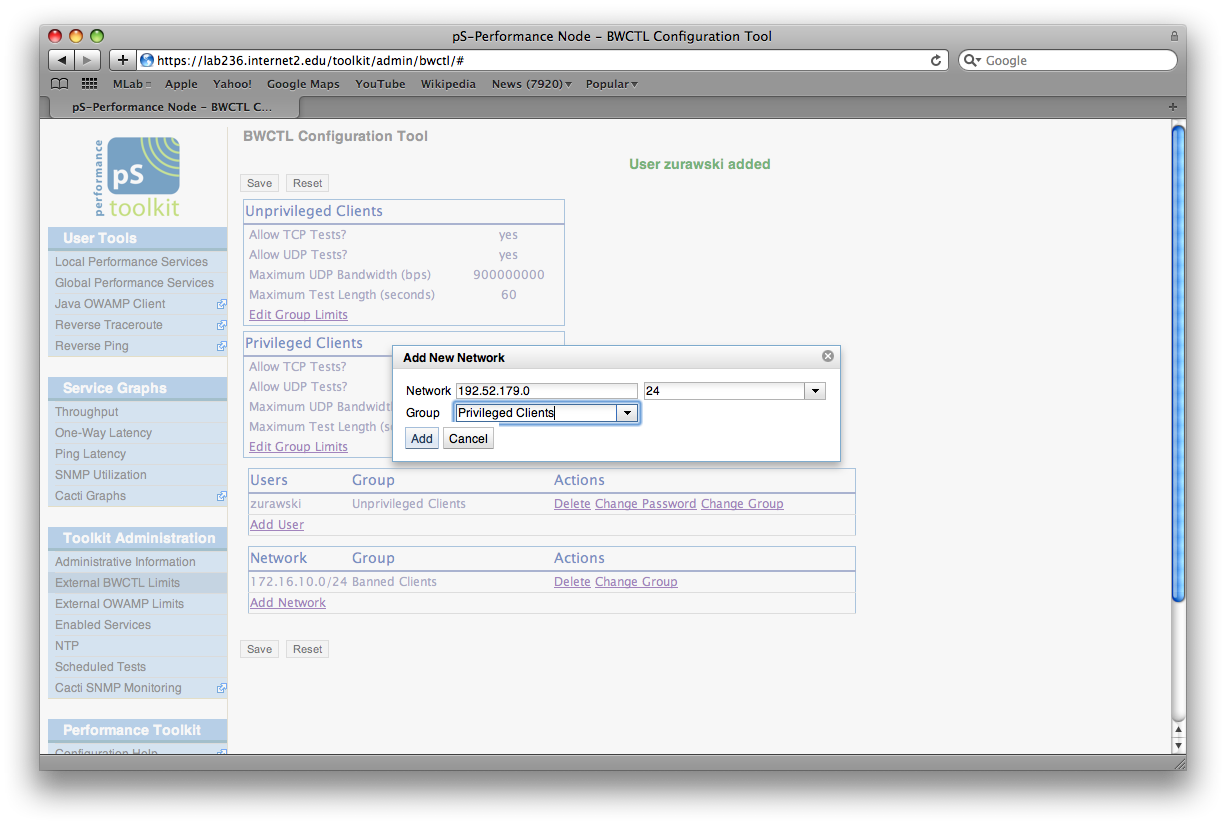 pS-Performance Node – BWCTL Configuration Tool
https://lab236.internet2.edu/toolkit/admin/bwctl/#
Google
MLab Apple Yahoo! Google Maps YouTube Wikipedia News (7920) Popular
pS-Performance Node – BWCTL C...
performance
pS
toolkit
User Tools
Local Performance Services
Global Performance Services
Java OWAMP Client
Reverse Traceroute
Reverse Ping
Service Graphs
Throughput
One-Way Latency
Ping Latency
SNMP Utilization
Cacti Graphs
Toolkit Administration
Administrative Information
External BWCTL Limits
External OWAMP Limits
Enabled Services
NTP
Scheduled Tests
Cacti SNMP Monitoring
Performance Toolkit
Configuration Help
BWCTL Configuration Tool
User zurawski added
Save Reset
Unprivileged Clients
Allow TCP Tests? yes
Allow UDP Tests? yes
Maximum UDP Bandwidth (bps) 900000000
Maximum Test Length (seconds) 60
Edit Group Limits
Privileged Clients
Allow TCP Tests?
Allow UDP Tests?
Maximum UDP Bandwidt
Maximum Test Length (s
Edit Group Limits
Add New Network
Network 192.52.179.0 24
Group Privileged Clients
Add Cancel
Users Group Actions
zurawski Unprivileged Clients Delete Change Password Change Group
Add User
Network Group Actions
172.16.10.0/24 Banned Clients Delete Change Group
Add Network
Save Reset